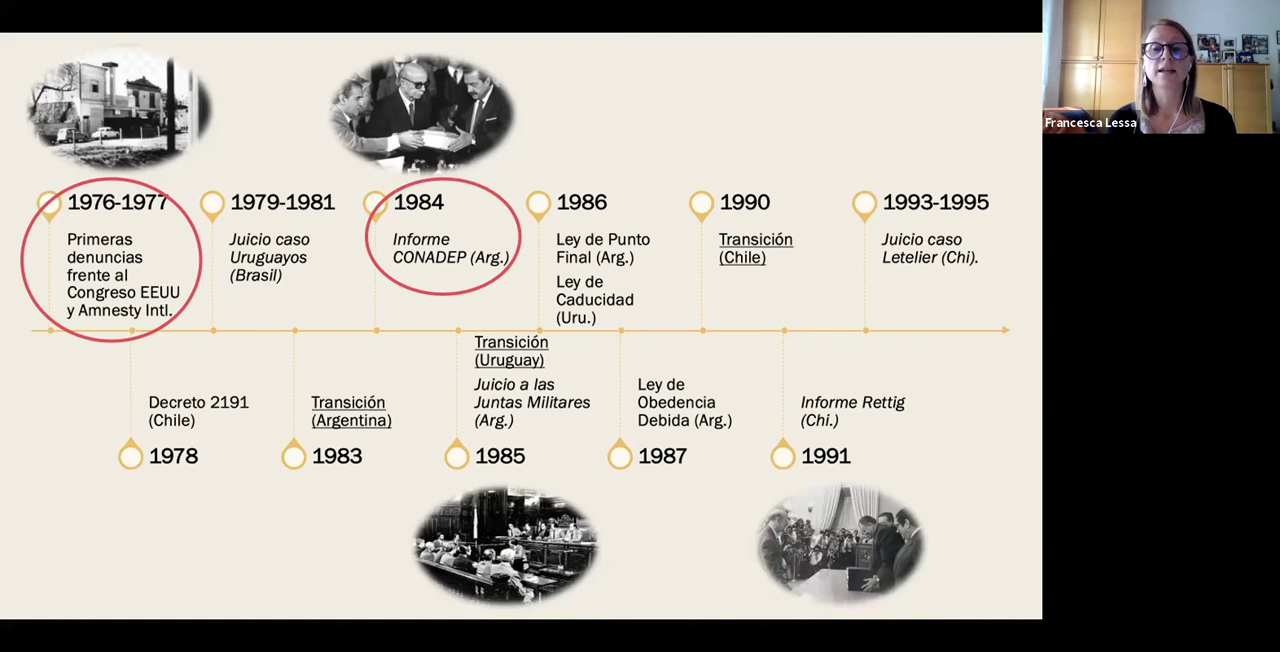 Francesca Lessa
1976-1977
Primeras
denuncias
frente al
Congreso EEUU
y Amnesty Intl.
1979-1981
Juicio caso
Uruguayos
(Brasil)
1984
Informe
CONADEP (Arg.)
1986
Ley de Punto
Final (Arg.)
Ley de
Caducidad
(Uru.)
1990
Transición
(Chile)
1993-1995
Juicio caso
Letelier (Chi).
Decreto 2191
(Chile)
1978
Transición
(Argentina)
1983
Transición
(Uruguay)
Juicio a las
Juntas Militares
(Arg.)
1985
Ley de
Obedencia
Debida (Arg.)
1987
Informe Rettig
(Chi.)
1991